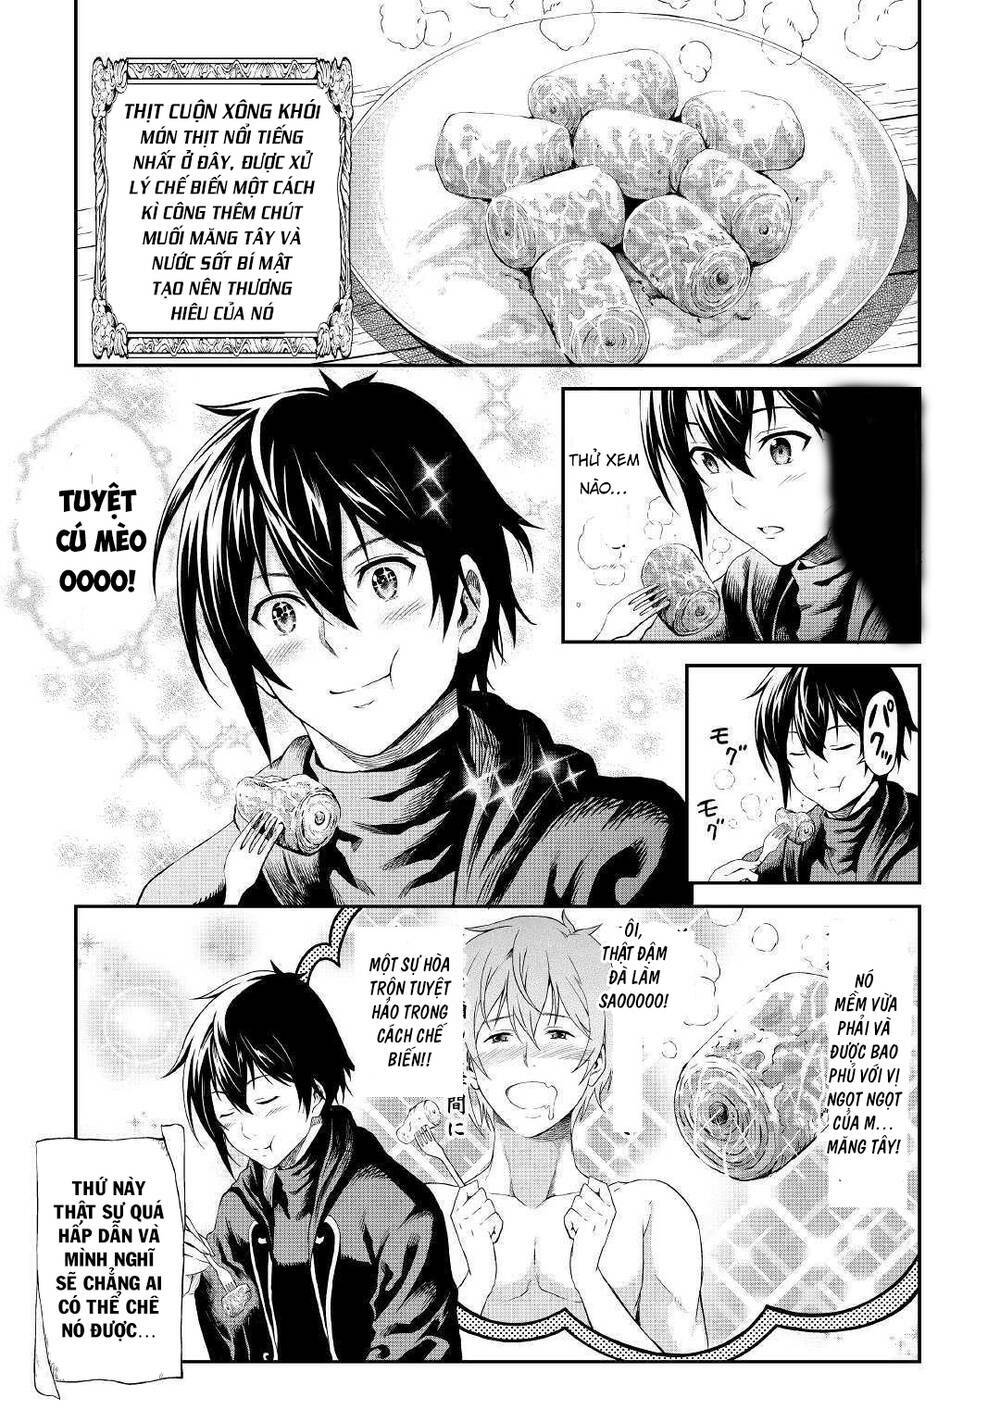 THỊT CUỘN XÔNG KHÓI
MÓN THỊT NỔI TIẾNG
NHẤT Ở ĐÂY, ĐƯỢC XỬ
LÝ CHẾ BIẾN MỘT CÁCH
KÌ CÔNG THÊM CHÚT
MUỐI MĂNG TÂY VÀ
NƯỚC SỐT BÍ MẬT
TẠO NÊN THƯƠNG
HIÊU CỦA NÓ
THỬ XEM
NÀO...
パクッ
モグ
モグ
TUYỆT
CÚ MÈO
OOOO!
NÓ
MỀM VỪA
PHẢI VÀ
ĐƯỢC BAO
PHỦ VỚI VỊ
NGỌT NGỌT
CỦA M...
MĂNG TÂY!
ÔI,
THẬT ĐẬM
ĐÀ LÀM
SAOOOOO!
MỘT SỰ HÒA
TRÔN TUYỆT
HẢO TRONG
CÁCH CHẾ
BIẾN!!
間に
THỨ NÀY
THẬT SỰ QUÁ
HẤP DẪN VÀ
MÌNH NGHĨ
SẼ CHẲNG AI
CÓ THỂ CHÊ
NÓ ĐƯỢC...